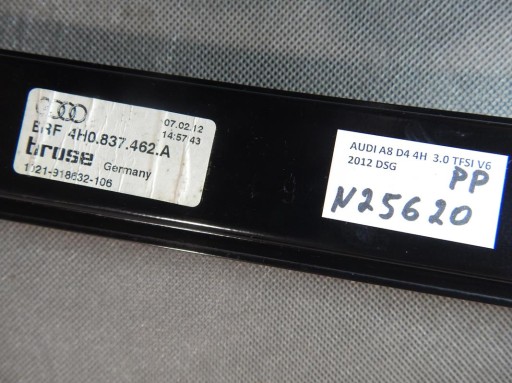 07.02.12
14:57:43
BRF 4H0.837.462.A
brose
Germany
1021-918632-106
AUDI A8 D4 4H 3.0 TFSI V6
2012 DSG
PP
N25620